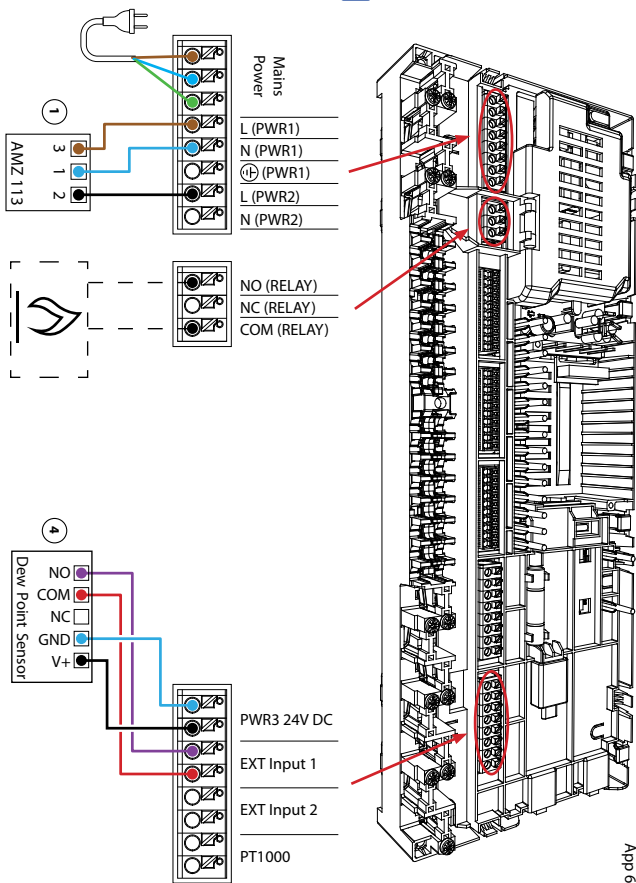 Mains
Power
L (PWR1)
N (PWR1)
(PWR1)
L (PWR2)
N (PWR2)
1
3
1
2
AMZ 113
NO (RELAY)
NC (RELAY)
COM (RELAY)
4
Dew Point Sensor
NO
COM
NC
GND
V+
PWR3 24V DC
EXT Input 1
EXT Input 2
PT1000
App 6